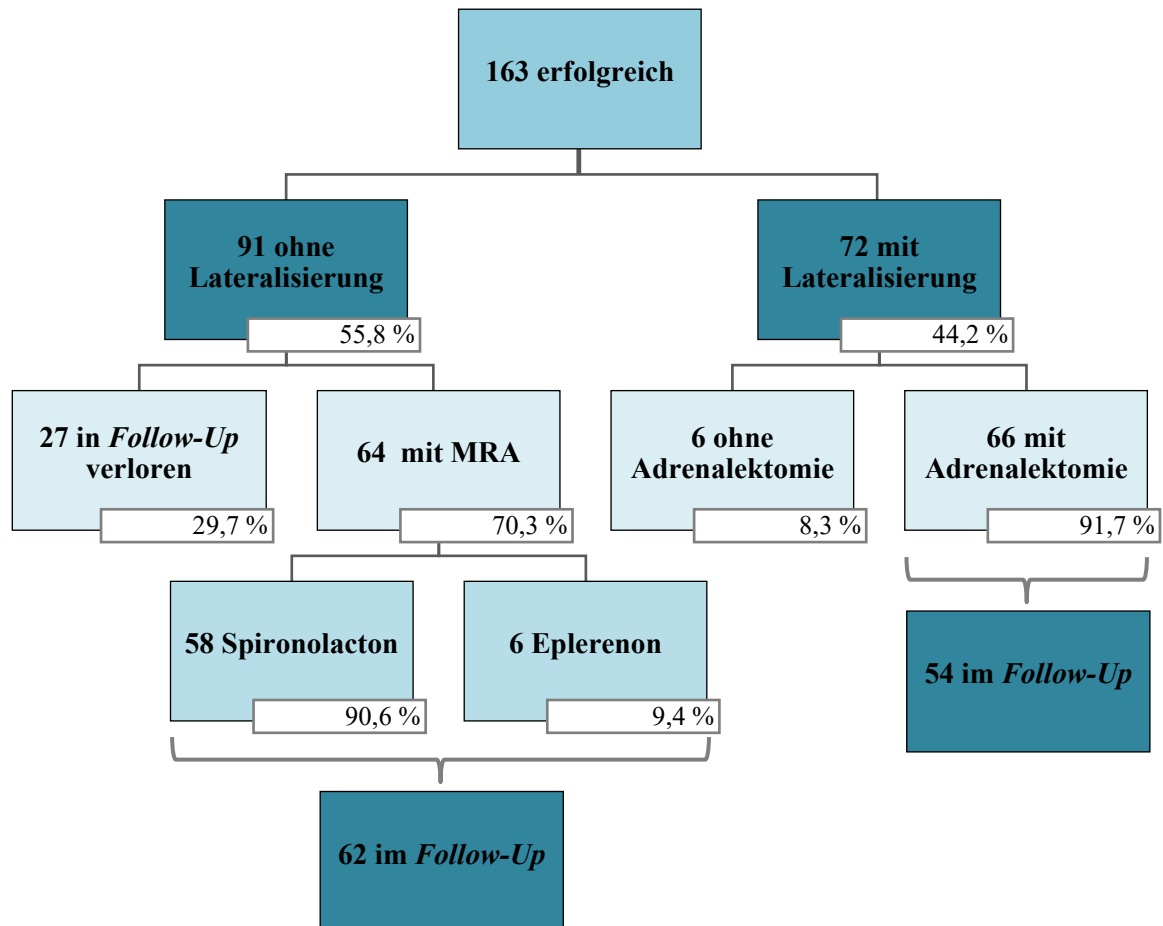 163 erfolgreich
91 ohne
Lateralisierung
55,8 %
72 mit
Lateralisierung
44,2 %
27 in Follow-Up
verloren
29,7 %
64 mit MRA
70,3 %
6 ohne
Adrenalektomie
8,3 %
66 mit
Adrenalektomie
91,7 %
58 Spironolacton
90,6 %
6 Eplerenon
9,4 %
54 im Follow-Up
62 im Follow-Up